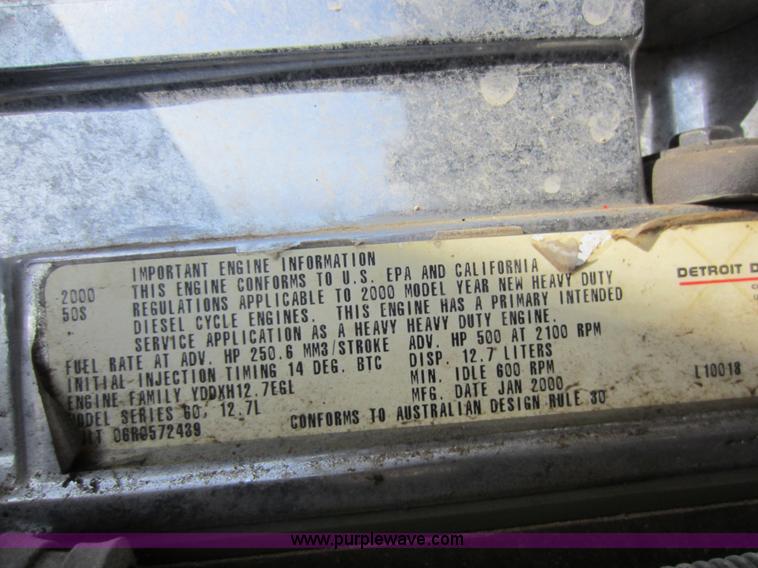 IMPORTANT ENGINE INFORMATION
2000 THIS ENGINE CONFORMS TO U.S. EPA AND CALIFORNIA
50S REGULATIONS APPLICABLE TO 2000 MODEL YEAR NEW HEAVY DUTY
DIESEL CYCLE ENGINES. THIS ENGINE HAS A PRIMARY INTENDED
SERVICE APPLICATION AS A HEAVY HEAVY DUTY ENGINE.
FUEL RATE AT ADV. HP 250.6 MM3/STROKE ADV. HP 500 AT 2100 RPM
INITIAL INJECTION TIMING 14 DEG. BTC DISP. 12.7 LITERS
ENGINE FAMILY YDDXH12.7EGL MIN. IDLE 600 RPM
MODEL SERIES 60, 12.7L MFG. DATE JAN 2000
06R0572439 CONFORMS TO AUSTRALIAN DESIGN RULE 30
DETROIT D
L10018
www.purplewave.com